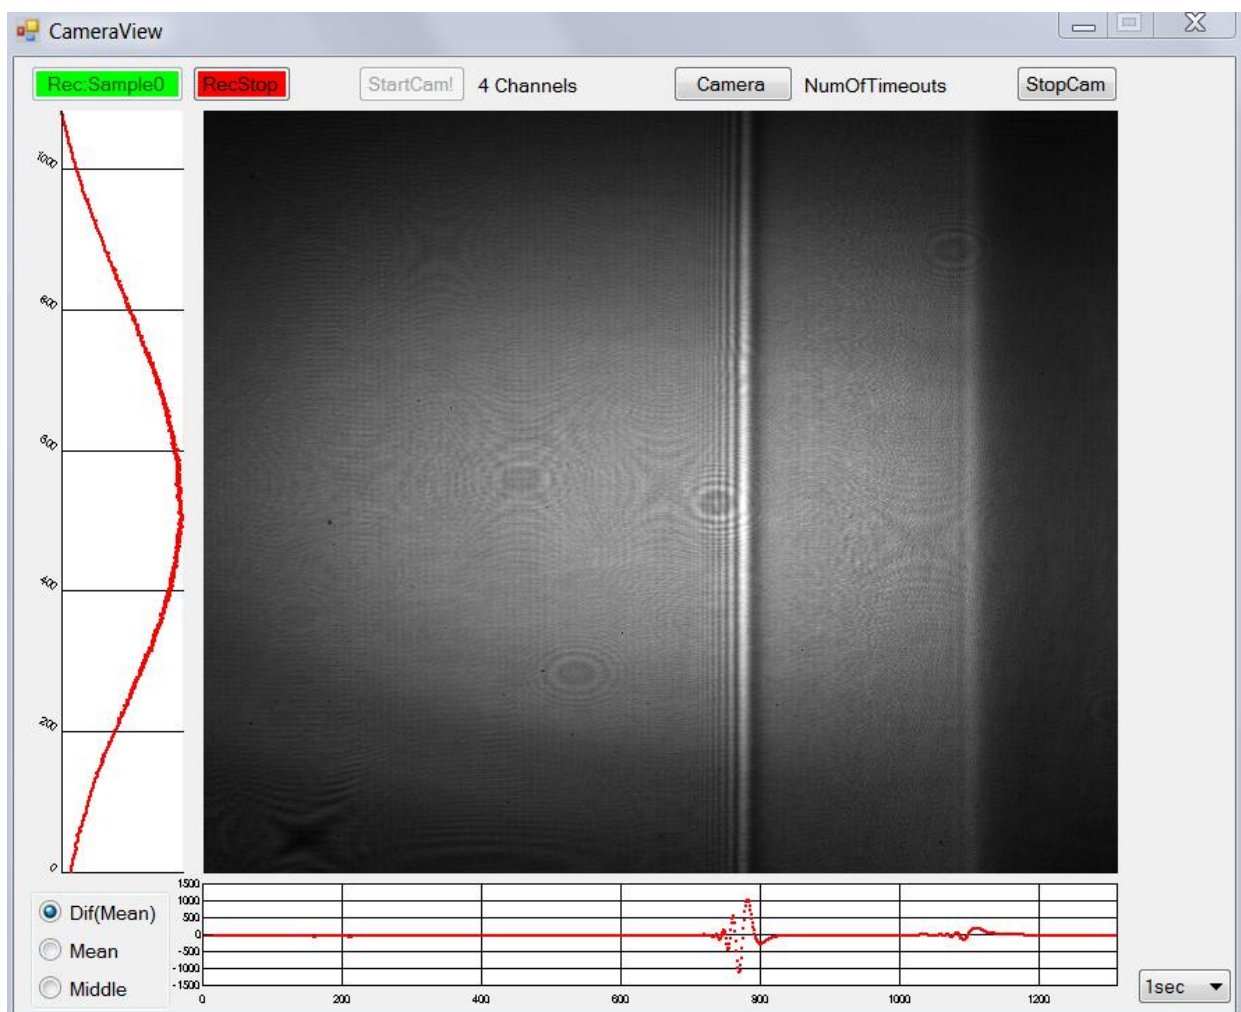 CameraView
Rec:Sample0 RecStop StartCam! 4 Channels Camera NumOfTimeouts StopCam
1000
800
600
400
200
0
Dif(Mean)
Mean
Middle
1500
1000
500
0
-500
-1000
-1500
0 200 400 600 800 1000 1200
1sec